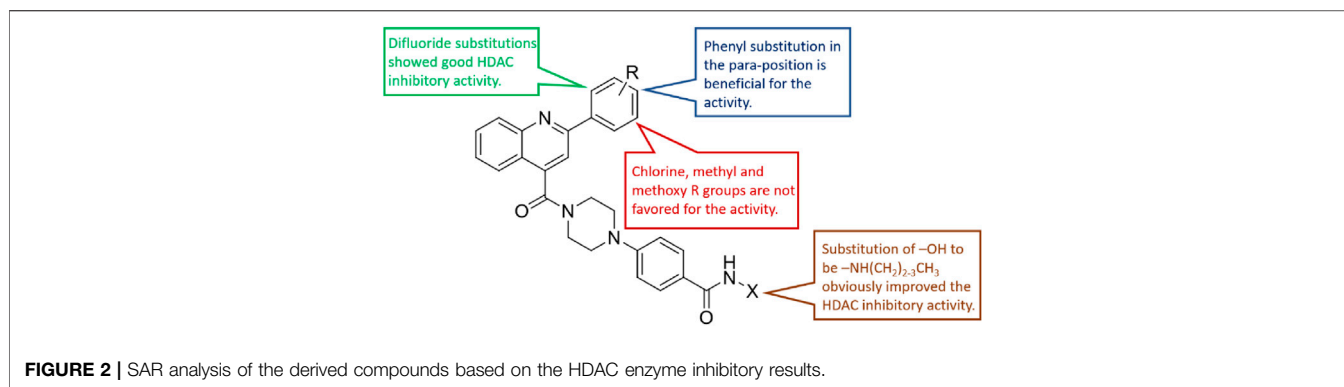 Difluoride substitutions
showed good HDAC
inhibitory activity.
Phenyl substitution in
the para-position is
beneficial for the
activity.
R
N
Chlorine, methyl and
methoxy R groups are not
favored for the activity.
O
N
N
Substitution of –OH to
be –NH(CH₂)₂₋₃CH₃
obviously improved the
HDAC inhibitory activity.
H
N
X
O
FIGURE 2 | SAR analysis of the derived compounds based on the HDAC enzyme inhibitory results.